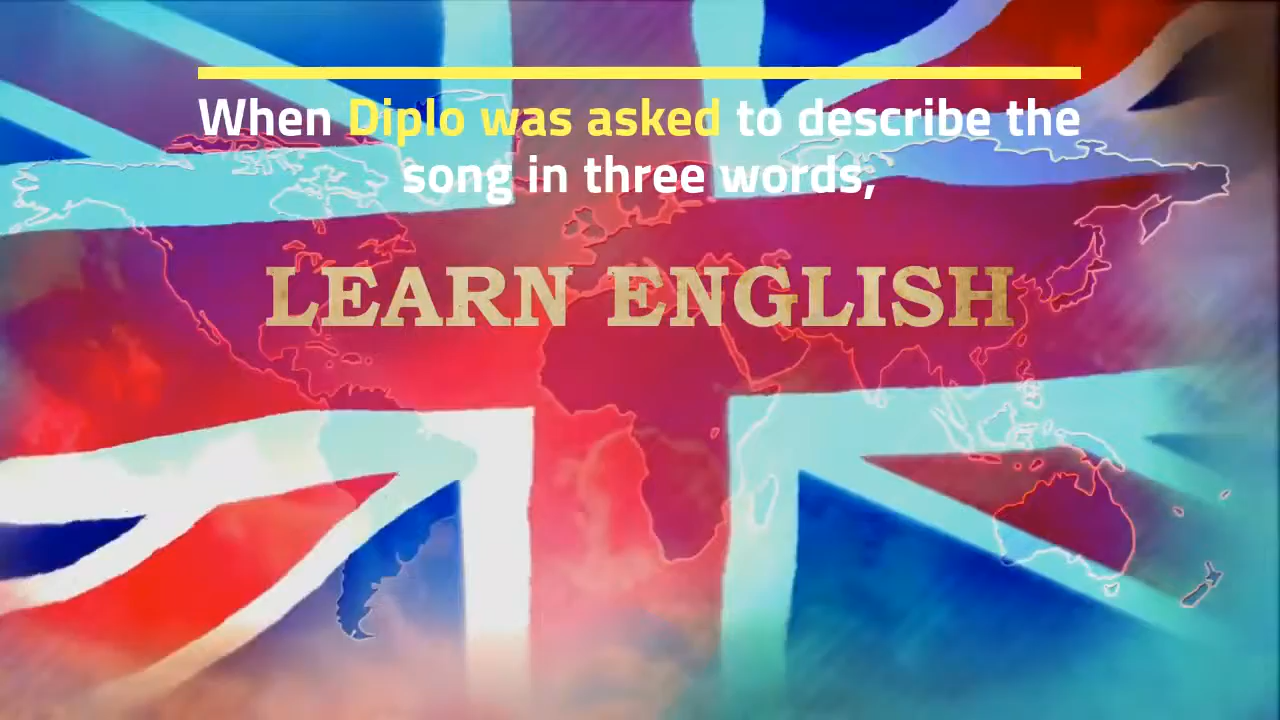 When Diplo was asked to describe the
song in three words,
LEARN ENGLISH